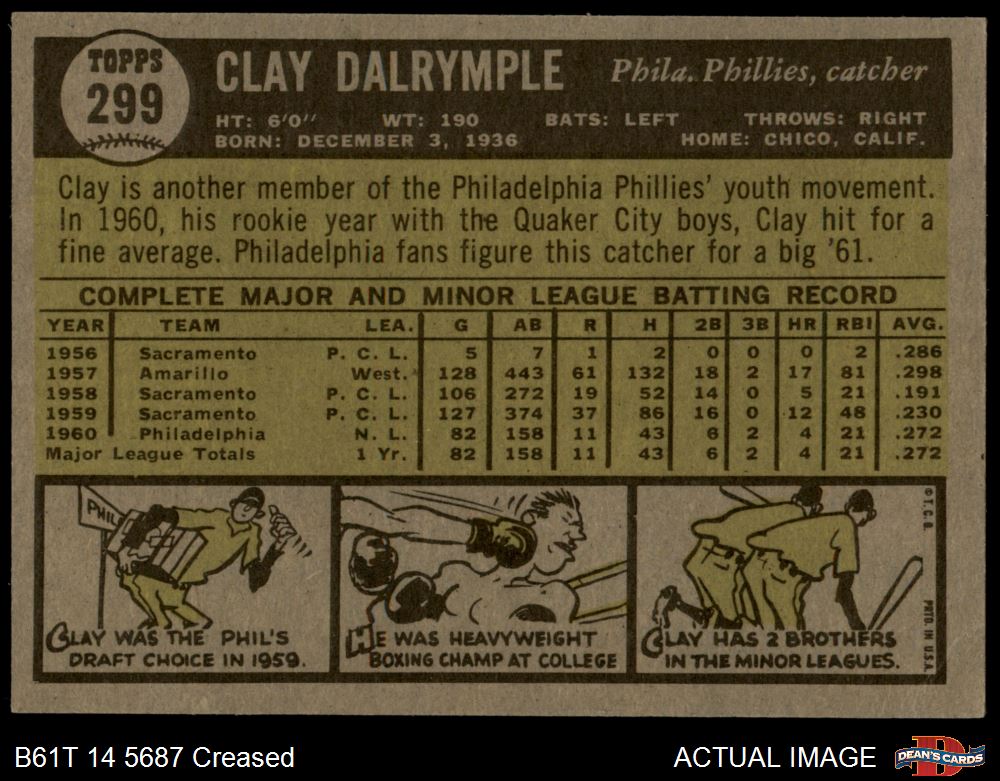 TOPPS
299
CLAY DALRYMPLE Phila. Phillies, catcher
HT: 6'0" WT: 190 BATS: LEFT THROWS: RIGHT
BORN: DECEMBER 3, 1936 HOME: CHICO, CALIF.
Clay is another member of the Philadelphia Phillies' youth movement.
In 1960, his rookie year with the Quaker City boys, Clay hit for a
fine average. Philadelphia fans figure this catcher for a big '61.
COMPLETE MAJOR AND MINOR LEAGUE BATTING RECORD
YEAR TEAM LEA. G AB R H 2B 3B HR RBI AVG.
1956 Sacramento P. C. L. 5 7 1 2 0 0 0 2 .286
1957 Amarillo West. 128 443 61 132 18 2 17 81 .298
1958 Sacramento P. C. L. 106 272 19 52 14 0 5 21 .191
1959 Sacramento P. C. L. 127 374 37 86 16 0 12 48 .230
1960 Philadelphia N. L. 82 158 11 43 6 2 4 21 .272
Major League Totals 1 Yr. 82 158 11 43 6 2 4 21 .272
PHIL
CLAY WAS THE PHIL'S
DRAFT CHOICE IN 1959.
HE WAS HEAVYWEIGHT
BOXING CHAMP AT COLLEGE
CLAY HAS 2 BROTHERS
IN THE MINOR LEAGUES.
© T.C.G. PRTD. IN U.S.A.
B61T 14 5687 Creased ACTUAL IMAGE
DEAN'S CARDS